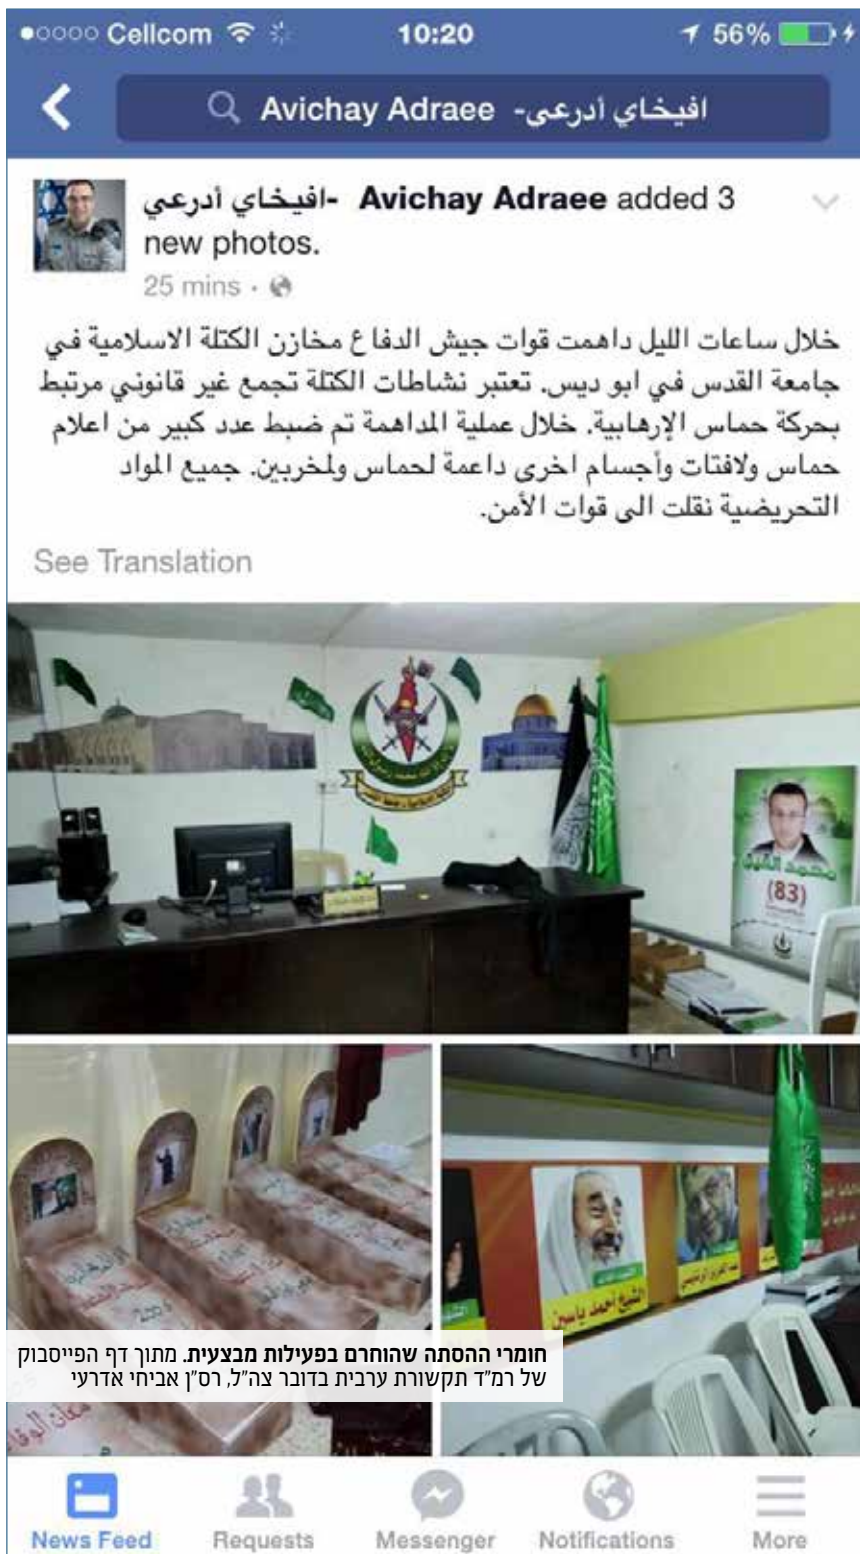 Cellcom 10:20 56%
Avichay Adraee -افيخاي أدرعي
افيخاي أدرعي- Avichay Adraee added 3
new photos.
25 mins
خلال ساعات الليل داهمت قوات جيش الدفاع مخازن الكتلة الاسلامية في
جامعة القدس في ابو ديس. تعتبر نشاطات الكتلة تجمع غير قانوني مرتبط
بحركة حماس الإرهابية. خلال عملية المداهمة تم ضبط عدد كبير من اعلام
حماس ولافتات وأجسام اخرى داعمة لحماس ولمخربين. جميع المواد
التحريضية نقلت الى قوات الأمن.
See Translation
محمد
(83)
الشيخ أحمد ياسين
חומרי ההסתה שהוחרם בפעילות מבצעית. מתוך דף הפייסבוק
של רמ"ד תקשורת ערבית בדובר צה"ל, רס"ן אביחי אדרעי
News Feed
Requests
Messenger
Notifications
More